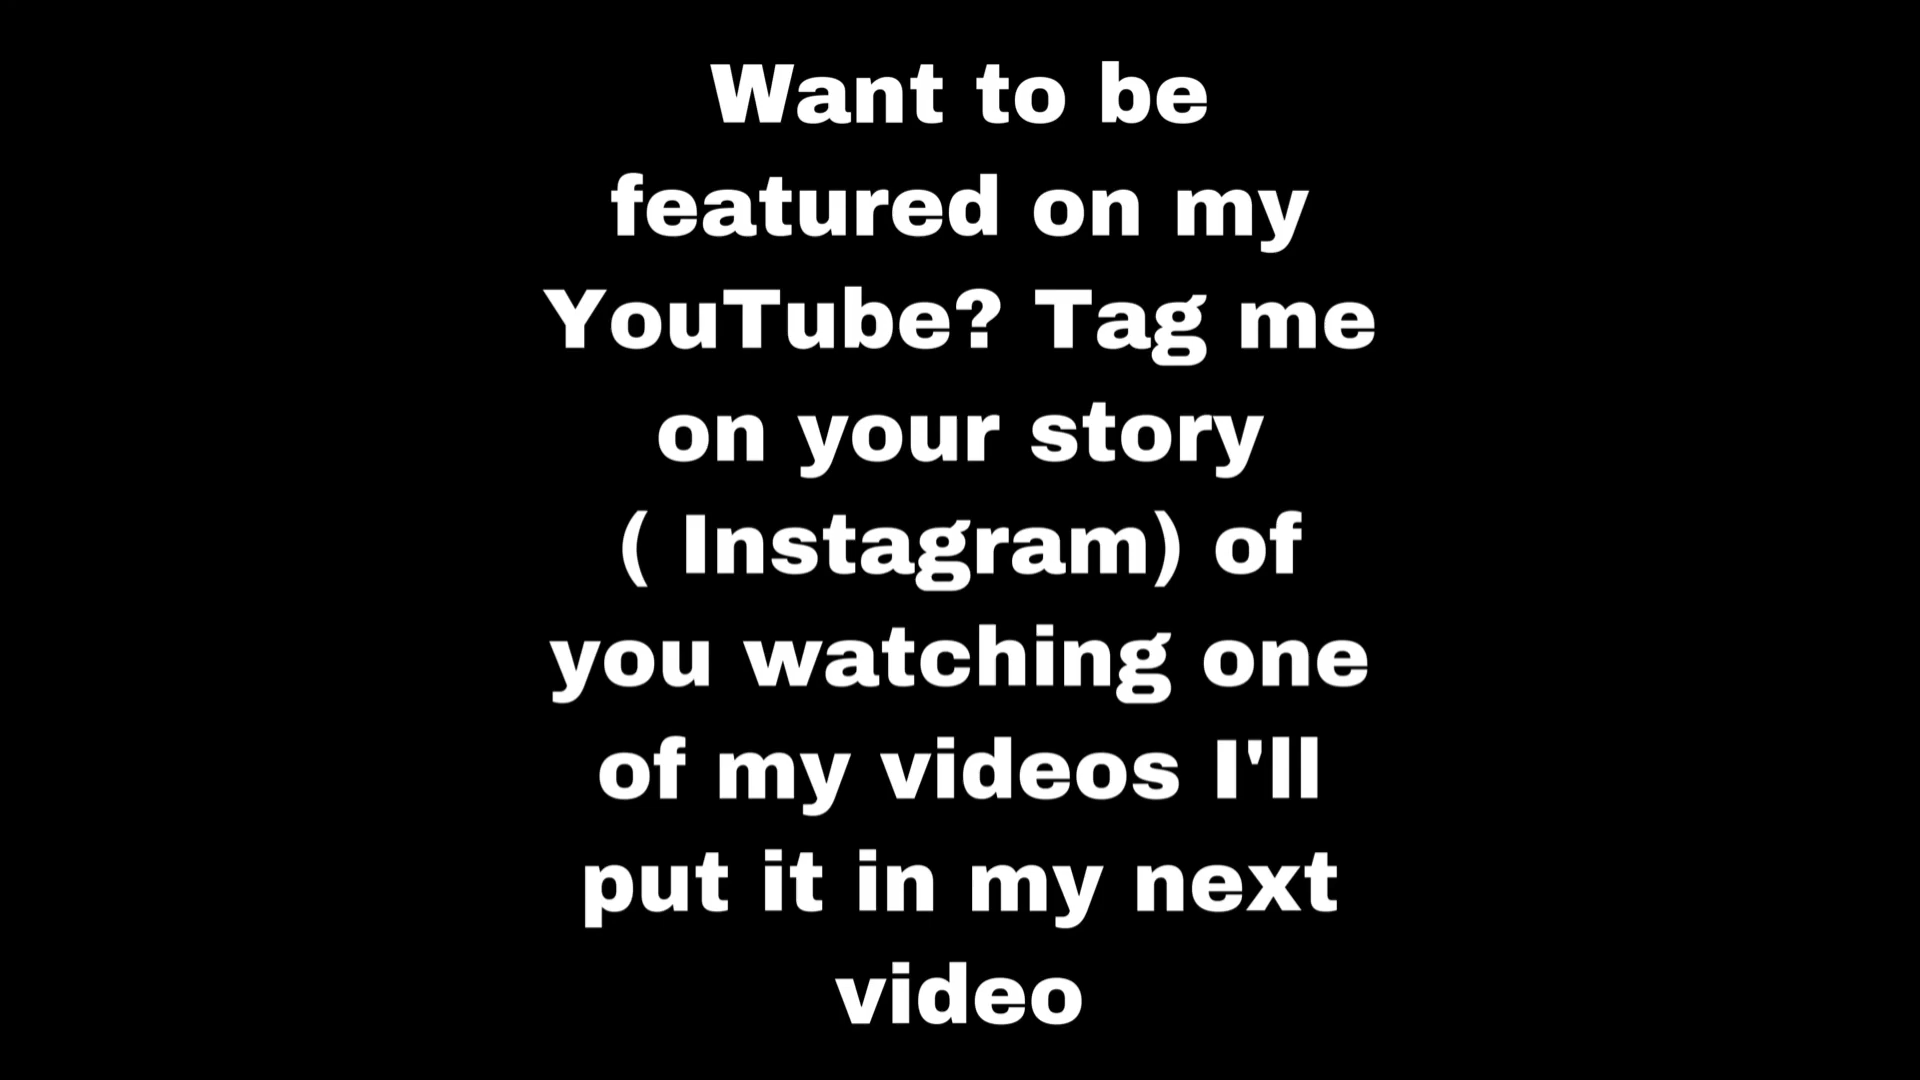 Want to be
featured on my
YouTube? Tag me
on your story
( Instagram) of
you watching one
of my videos I'll
put it in my next
video